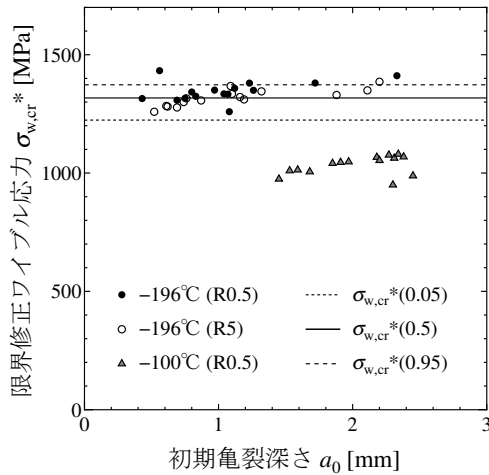 限界修正ワイブル応力 σw,cr* [MPa]
1500
1000
500
0
0 1 2 3
初期亀裂深さ a0 [mm]
−196℃ (R0.5)
−196℃ (R5)
−100℃ (R0.5)
σw,cr*(0.05)
σw,cr*(0.5)
σw,cr*(0.95)